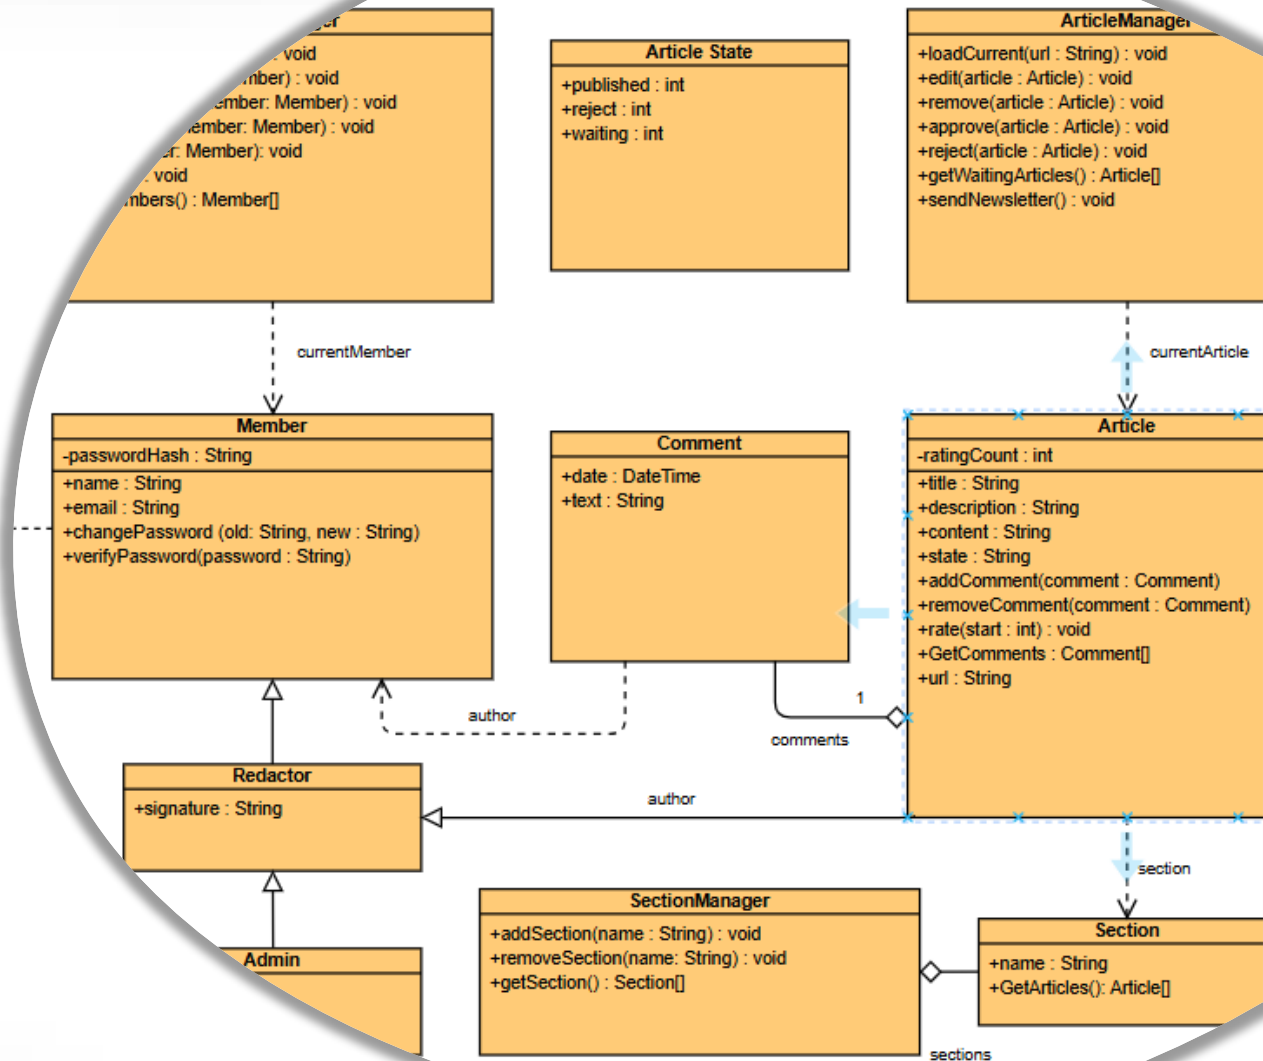 : void
: void
Member: Member) : void
Member: Member) : void
: Member): void
: void
() : Member[]
currentMember
Article State
+published : int
+reject : int
+waiting : int
ArticleManager
+loadCurrent(url : String) : void
+edit(article : Article) : void
+remove(article : Article) : void
+approve(article : Article) : void
+reject(article : Article) : void
+getWaitingArticles() : Article[]
+sendNewsletter() : void
currentArticle
Member
-passwordHash : String
+name : String
+email : String
+changePassword (old: String, new : String)
+verifyPassword(password : String)
Comment
+date : DateTime
+text : String
Article
-ratingCount : int
+title : String
+description : String
+content : String
+state : String
+addComment(comment : Comment)
+removeComment(comment : Comment)
+rate(start : int) : void
+GetComments : Comment[]
+url : String
author
1
comments
Redactor
+signature : String
author
section
SectionManager
+addSection(name : String) : void
+removeSection(name: String) : void
+getSection() : Section[]
Section
+name : String
+GetArticles(): Article[]
Admin
sections